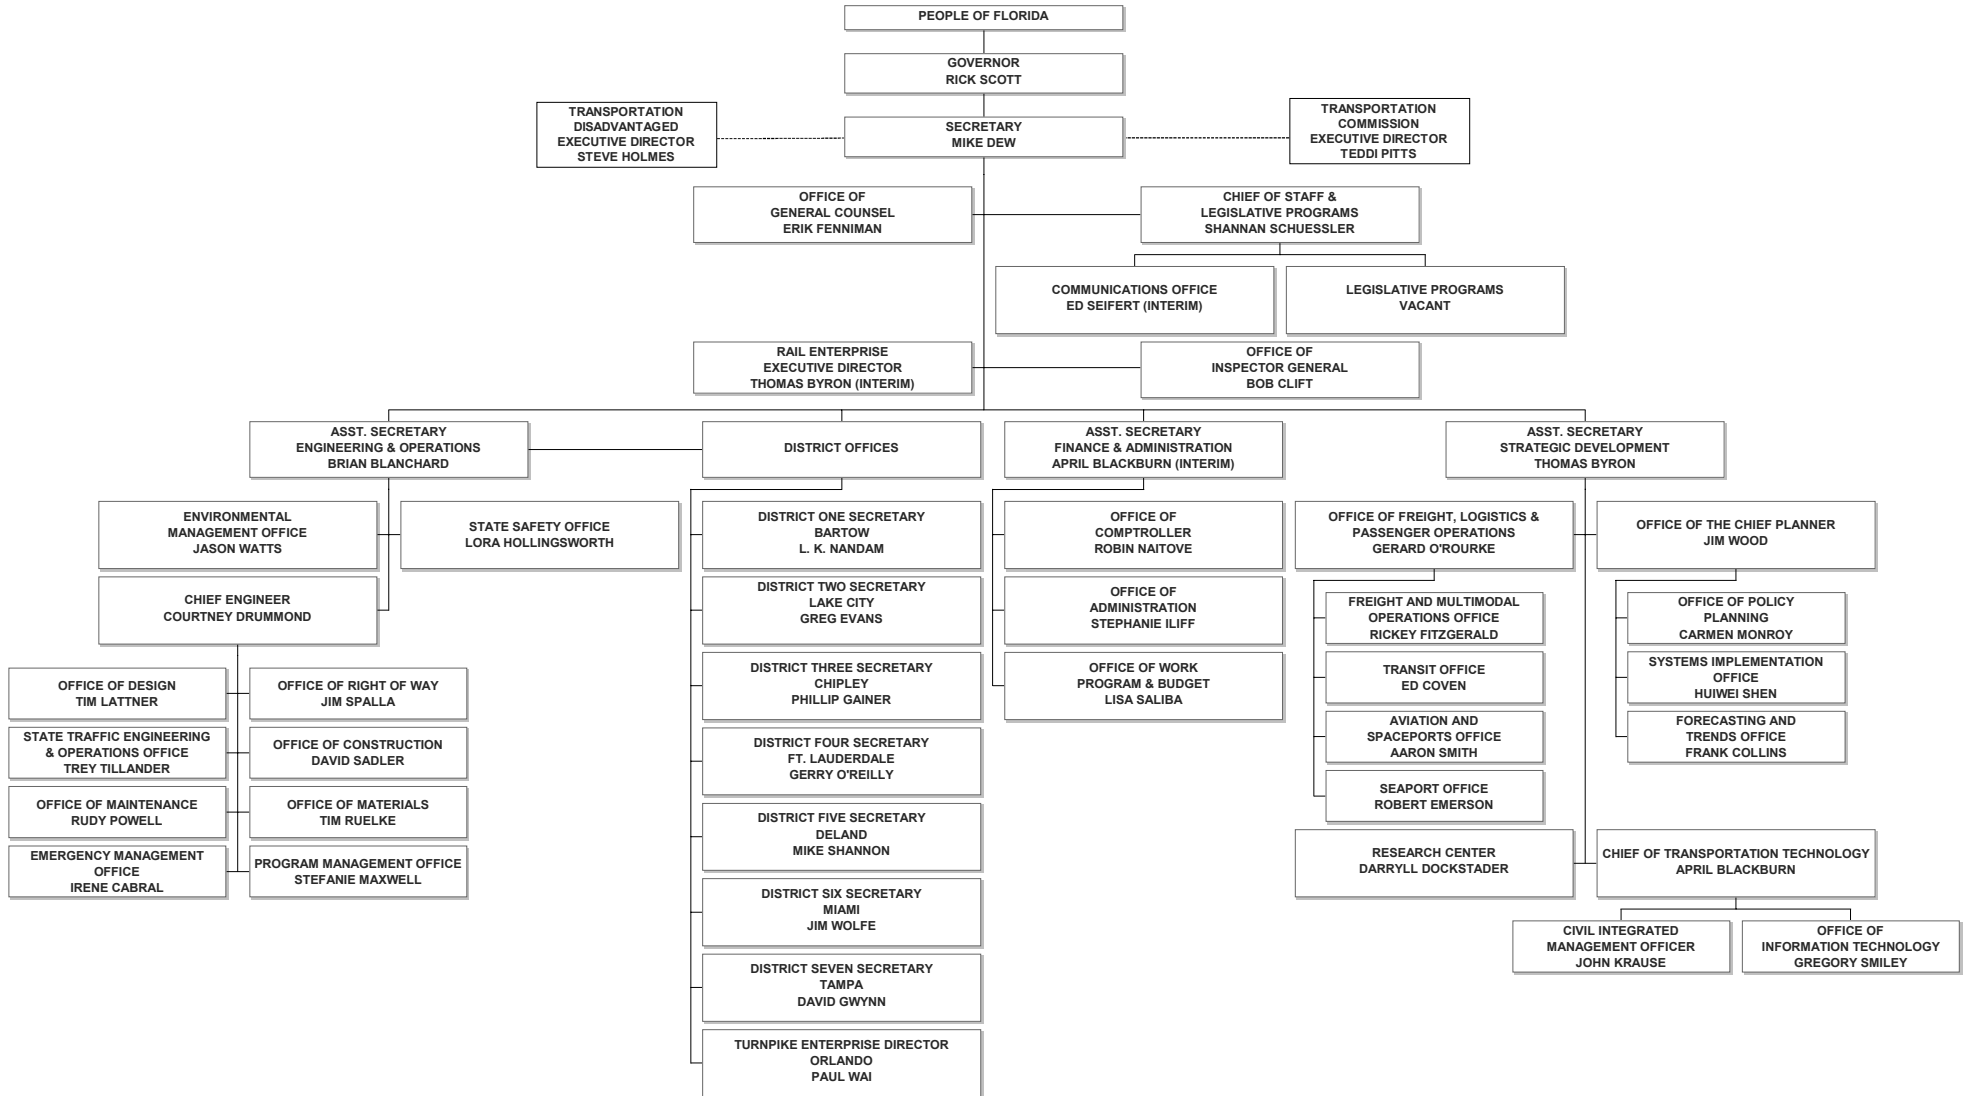 PEOPLE OF FLORIDA
GOVERNOR
RICK SCOTT
TRANSPORTATION
DISADVANTAGED
EXECUTIVE DIRECTOR
STEVE HOLMES
SECRETARY
MIKE DEW
TRANSPORTATION
COMMISSION
EXECUTIVE DIRECTOR
TEDDI PITTS
OFFICE OF
GENERAL COUNSEL
ERIK FENNIMAN
CHIEF OF STAFF &
LEGISLATIVE PROGRAMS
SHANNAN SCHUESSLER
COMMUNICATIONS OFFICE
ED SEIFERT (INTERIM)
LEGISLATIVE PROGRAMS
VACANT
RAIL ENTERPRISE
EXECUTIVE DIRECTOR
THOMAS BYRON (INTERIM)
OFFICE OF
INSPECTOR GENERAL
BOB CLIFT
ASST. SECRETARY
ENGINEERING & OPERATIONS
BRIAN BLANCHARD
DISTRICT OFFICES
ASST. SECRETARY
FINANCE & ADMINISTRATION
APRIL BLACKBURN (INTERIM)
ASST. SECRETARY
STRATEGIC DEVELOPMENT
THOMAS BYRON
ENVIRONMENTAL
MANAGEMENT OFFICE
JASON WATTS
STATE SAFETY OFFICE
LORA HOLLINGSWORTH
CHIEF ENGINEER
COURTNEY DRUMMOND
OFFICE OF DESIGN
TIM LATTNER
OFFICE OF RIGHT OF WAY
JIM SPALLA
STATE TRAFFIC ENGINEERING
& OPERATIONS OFFICE
TREY TILLANDER
OFFICE OF CONSTRUCTION
DAVID SADLER
OFFICE OF MAINTENANCE
RUDY POWELL
OFFICE OF MATERIALS
TIM RUELKE
EMERGENCY MANAGEMENT
OFFICE
IRENE CABRAL
PROGRAM MANAGEMENT OFFICE
STEFANIE MAXWELL
DISTRICT ONE SECRETARY
BARTOW
L. K. NANDAM
DISTRICT TWO SECRETARY
LAKE CITY
GREG EVANS
DISTRICT THREE SECRETARY
CHIPLEY
PHILLIP GAINER
DISTRICT FOUR SECRETARY
FT. LAUDERDALE
GERRY O'REILLY
DISTRICT FIVE SECRETARY
DELAND
MIKE SHANNON
DISTRICT SIX SECRETARY
MIAMI
JIM WOLFE
DISTRICT SEVEN SECRETARY
TAMPA
DAVID GWYNN
TURNPIKE ENTERPRISE DIRECTOR
ORLANDO
PAUL WAI
OFFICE OF
COMPTROLLER
ROBIN NAITOVE
OFFICE OF
ADMINISTRATION
STEPHANIE ILIFF
OFFICE OF WORK
PROGRAM & BUDGET
LISA SALIBA
OFFICE OF FREIGHT, LOGISTICS &
PASSENGER OPERATIONS
GERARD O'ROURKE
OFFICE OF THE CHIEF PLANNER
JIM WOOD
FREIGHT AND MULTIMODAL
OPERATIONS OFFICE
RICKEY FITZGERALD
TRANSIT OFFICE
ED COVEN
AVIATION AND
SPACEPORTS OFFICE
AARON SMITH
SEAPORT OFFICE
ROBERT EMERSON
OFFICE OF POLICY
PLANNING
CARMEN MONROY
SYSTEMS IMPLEMENTATION
OFFICE
HUIWEI SHEN
FORECASTING AND
TRENDS OFFICE
FRANK COLLINS
RESEARCH CENTER
DARRYLL DOCKSTADER
CHIEF OF TRANSPORTATION TECHNOLOGY
APRIL BLACKBURN
CIVIL INTEGRATED
MANAGEMENT OFFICER
JOHN KRAUSE
OFFICE OF
INFORMATION TECHNOLOGY
GREGORY SMILEY